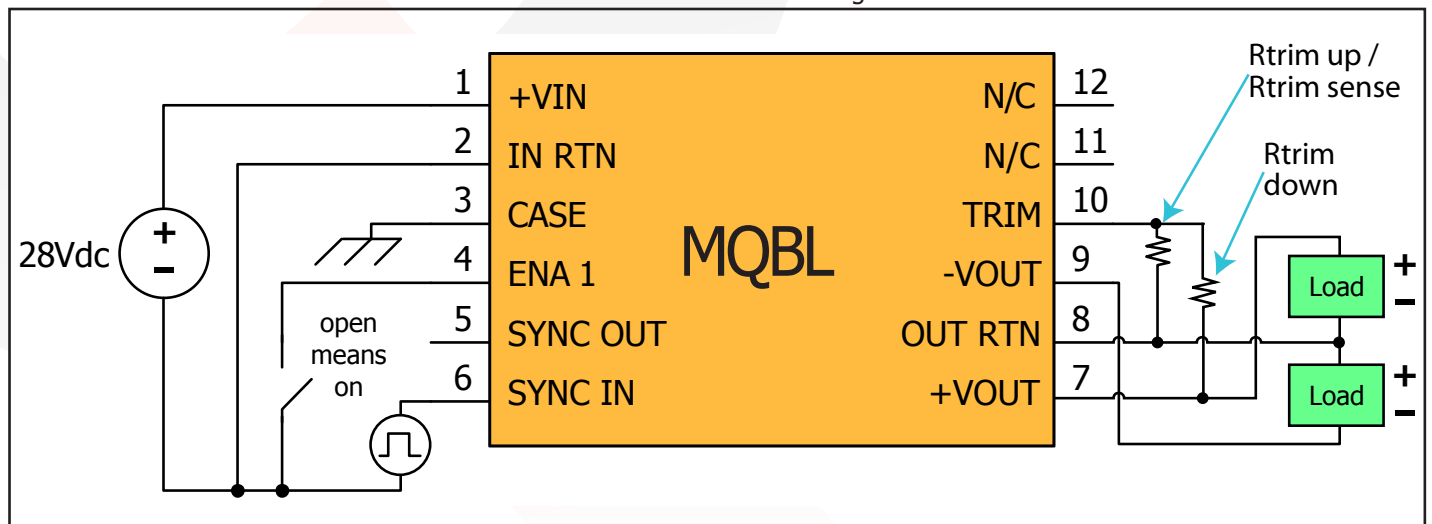 Rtrim up /
Rtrim sense
Rtrim
down
1
+VIN
2
IN RTN
3
CASE
4
ENA 1
5
SYNC OUT
6
SYNC IN
MQBL
N/C
12
N/C
11
TRIM
10
-VOUT
9
OUT RTN
8
+VOUT
7
28Vdc
+
−
open
means
on
Load
+
−
Load
+
−